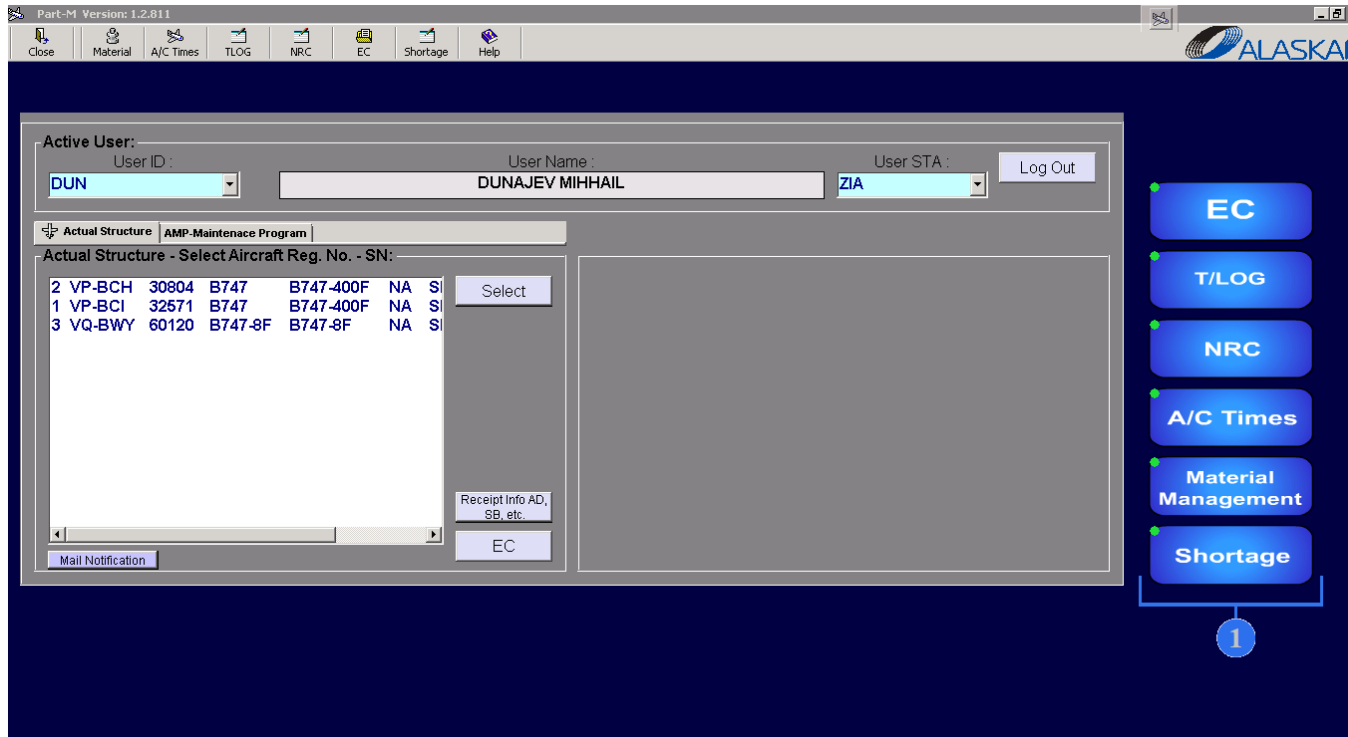 Part-M Version: 1.2.811
Close Material A/C Times TLOG NRC EC Shortage Help
ALASKAR
Active User:
User ID : User Name : User STA :
DUN DUNAJEV MIHHAIL ZIA Log Out
Actual Structure AMP-Maintenace Program
Actual Structure - Select Aircraft Reg. No. - SN:
2 VP-BCH 30804 B747 B747-400F NA SI
1 VP-BCI 32571 B747 B747-400F NA SI
3 VQ-BWY 60120 B747-8F B747-8F NA SI
Select
Receipt Info AD,
SB, etc.
EC
Mail Notification
EC
T/LOG
NRC
A/C Times
Material
Management
Shortage
1